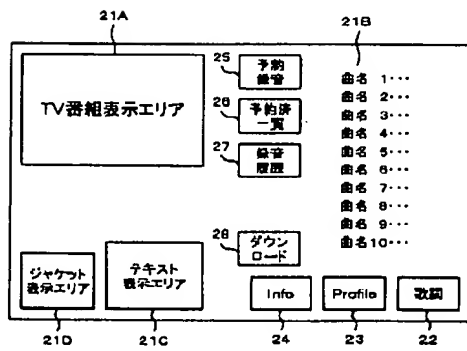 21A
21B
TV番組表示エリア
25
予約
録音
26
予約済
一覧
27
録音
履歴
曲名 1···
曲名 2···
曲名 3···
曲名 4···
曲名 5···
曲名 6···
曲名 7···
曲名 8···
曲名 9···
曲名10···
28
ダウン
ロード
ジャケット
表示エリア
テキスト
表示エリア
Info
Profile
歌詞
21D
21C
24
23
22